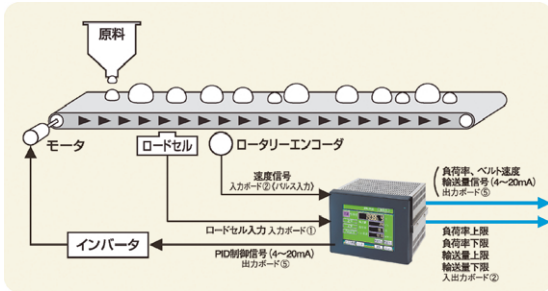 原料
モータ
ロードセル
ロータリーエンコーダ
速度信号
入力ボード②《パルス入力》
負荷率、ベルト速度
輸送量信号(4〜20mA)
出力ボード⑤
ロードセル入力 入力ボード①
インバータ
PID制御信号(4〜20mA)
出力ボード⑤
負荷率上限
負荷率下限
輸送量上限
輸送量下限
入出力ボード②